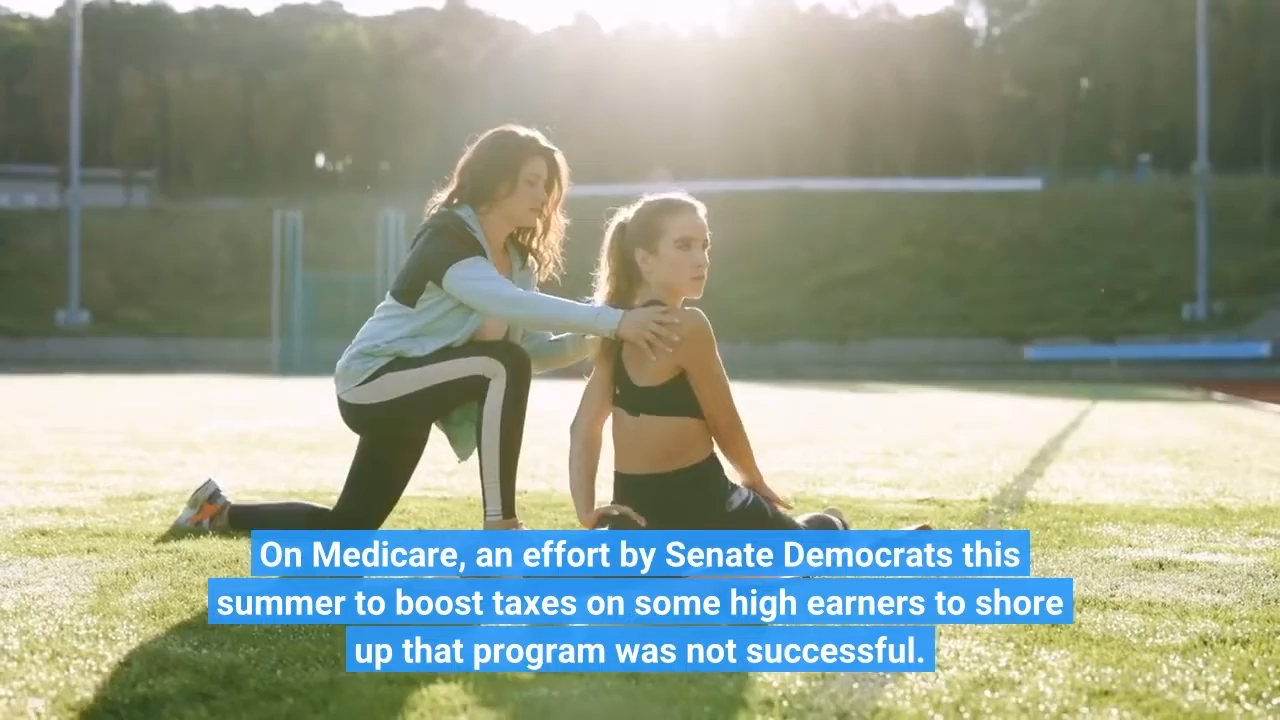 On Medicare, an effort by Senate Democrats this
summer to boost taxes on some high earners to shore
up that program was not successful.